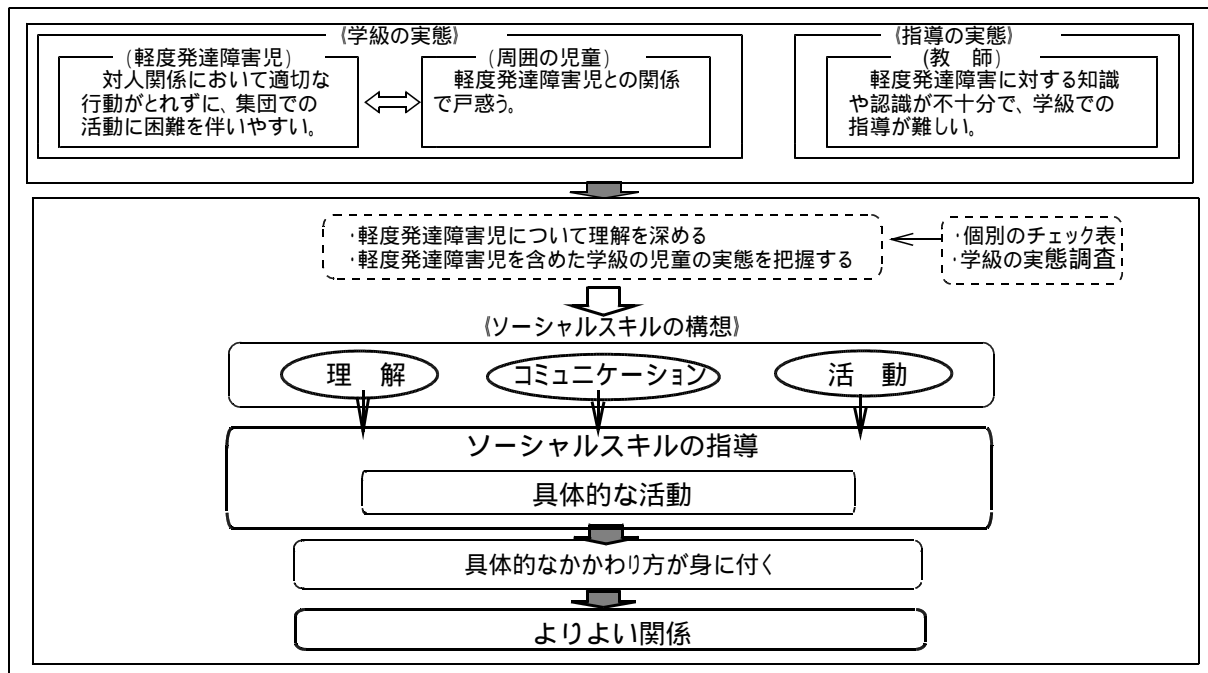 《学級の実態》
(軽度発達障害児)
対人関係において適切な
行動がとれずに、集団での
活動に困難を伴いやすい。
(周囲の児童)
軽度発達障害児との関係
で戸惑う。
《指導の実態》
(教　師)
軽度発達障害に対する知識
や認識が不十分で、学級での
指導が難しい。
・軽度発達障害児について理解を深める
・軽度発達障害児を含めた学級の児童の実態を把握する
・個別のチェック表
・学級の実態調査
《ソーシャルスキルの構想》
理　解
コミュニケーション
活　動
ソーシャルスキルの指導
具体的な活動
具体的なかかわり方が身に付く
よりよい関係